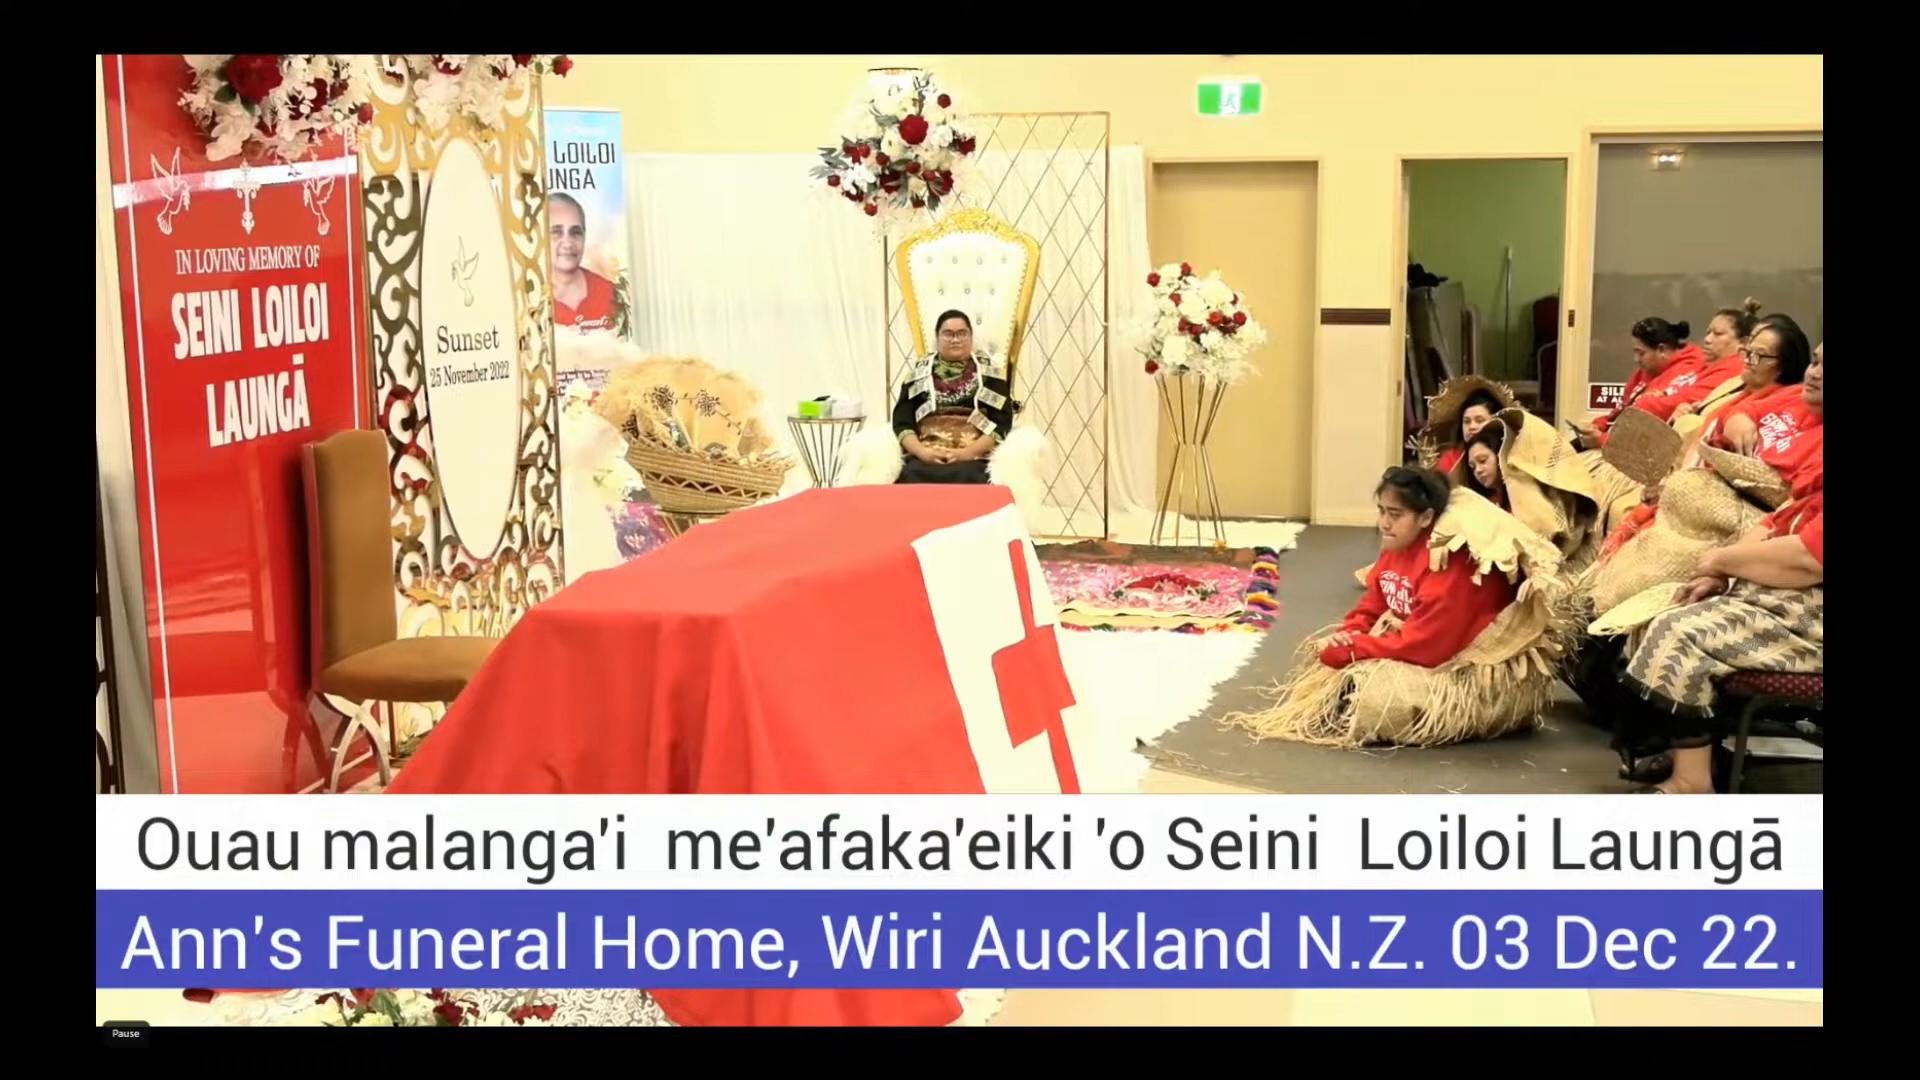 IN LOVING MEMORY OF
SEINI LOILOI
LAUNGĀ
Sunset
25 November 2022
LOILOI
Ouau malanga'i me'afaka'eiki 'o Seini Loiloi Laungā
Ann's Funeral Home, Wiri Auckland N.Z. 03 Dec 22.
Pause